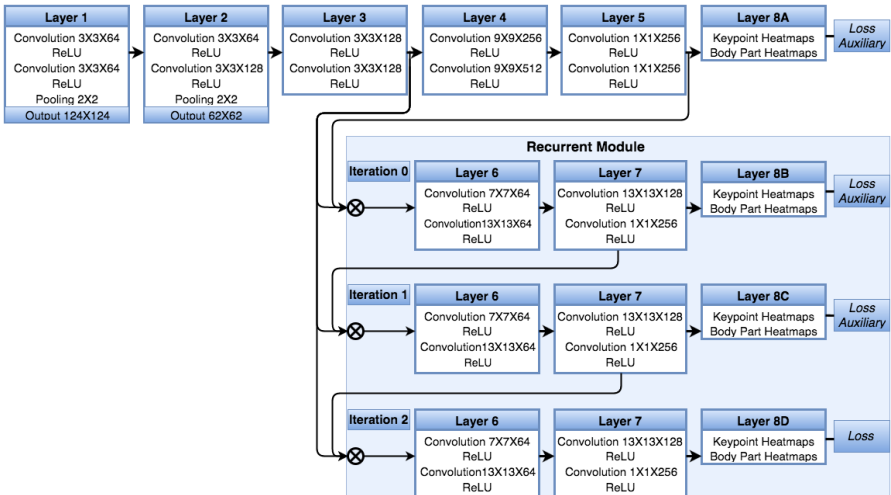 Layer 1
Convolution 3X3X64
ReLU
Convolution 3X3X64
ReLU
Pooling 2X2
Output 124X124
Layer 2
Convolution 3X3X64
ReLU
Convolution 3X3X128
ReLU
Pooling 2X2
Output 62X62
Layer 3
Convolution 3X3X128
ReLU
Convolution 3X3X128
ReLU
Layer 4
Convolution 9X9X256
ReLU
Convolution 9X9X512
ReLU
Layer 5
Convolution 1X1X256
ReLU
Convolution 1X1X256
ReLU
Layer 8A
Keypoint Heatmaps
Body Part Heatmaps
Loss
Auxiliary
Recurrent Module
Iteration 0
Layer 6
Convolution 7X7X64
ReLU
Convolution13X13X64
ReLU
Layer 7
Convolution 13X13X128
ReLU
Convolution 1X1X256
ReLU
Layer 8B
Keypoint Heatmaps
Body Part Heatmaps
Loss
Auxiliary
Iteration 1
Layer 6
Convolution 7X7X64
ReLU
Convolution13X13X64
ReLU
Layer 7
Convolution 13X13X128
ReLU
Convolution 1X1X256
ReLU
Layer 8C
Keypoint Heatmaps
Body Part Heatmaps
Loss
Auxiliary
Iteration 2
Layer 6
Convolution 7X7X64
ReLU
Convolution13X13X64
ReLU
Layer 7
Convolution 13X13X128
ReLU
Convolution 1X1X256
ReLU
Layer 8D
Keypoint Heatmaps
Body Part Heatmaps
Loss